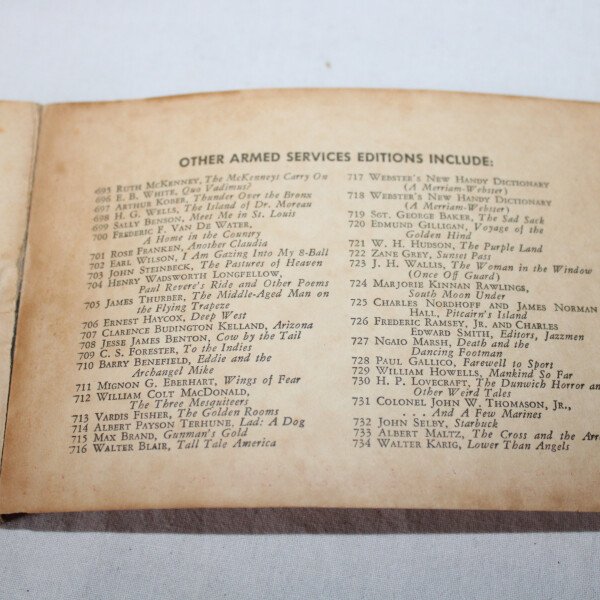 OTHER ARMED SERVICES EDITIONS INCLUDE:
695 RUTH MCKENNEY, The McKenneys Carry On
696 E. B. WHITE, Quo Vadimus?
697 ARTHUR KOBER, Thunder Over the Bronx
698 H. G. WELLS, The Island of Dr. Moreau
699 SALLY BENSON, Meet Me in St. Louis
700 FREDERIC F. VAN DE WATER,
A Home in the Country
701 ROSE FRANKEN, Another Claudia
702 EARL WILSON, I Am Gazing Into My 8-Ball
703 JOHN STEINBECK, The Pastures of Heaven
704 HENRY WADSWORTH LONGFELLOW,
Paul Revere's Ride and Other Poems
705 JAMES THURBER, The Middle-Aged Man on
the Flying Trapeze
706 ERNEST HAYCOX, Deep West
707 CLARENCE BUDINGTON KELLAND, Arizona
708 JESSE JAMES BENTON, Cow by the Tail
709 C. S. FORESTER, To the Indies
710 BARRY BENEFIELD, Eddie and the
Archangel Mike
711 MIGNON G. EBERHART, Wings of Fear
712 WILLIAM COLT MACDONALD,
The Three Mesquiteers
713 VARDIS FISHER, The Golden Rooms
714 ALBERT PAYSON TERHUNE, Lad: A Dog
715 MAX BRAND, Gunman's Gold
716 WALTER BLAIR, Tall Tale America
717 WEBSTER'S NEW HANDY DICTIONARY
(A Merriam-Webster)
718 WEBSTER'S NEW HANDY DICTIONARY
(A Merriam-Webster)
719 SGT. GEORGE BAKER, The Sad Sack
720 EDMUND GILLIGAN, Voyage of the
Golden Hind
721 W. H. HUDSON, The Purple Land
722 ZANE GREY, Sunset Pass
723 J. H. WALLIS, The Woman in the Window
(Once Off Guard)
724 MARJORIE KINNAN RAWLINGS,
South Moon Under
725 CHARLES NORDHOFF AND JAMES NORMAN
HALL, Pitcairn's Island
726 FREDERIC RAMSEY, JR. AND CHARLES
EDWARD SMITH, Editors, Jazzmen
727 NGAIO MARSH, Death and the
Dancing Footman
728 PAUL GALLICO, Farewell to Sport
729 WILLIAM HOWELLS, Mankind So Far
730 H. P. LOVECRAFT, The Dunwich Horror and
Other Weird Tales
731 COLONEL JOHN W. THOMASON, JR.,
. . . And A Few Marines
732 JOHN SELBY, Starbuck
733 ALBERT MALTZ, The Cross and the
734 WALTER KARIG, Lower Than Angels